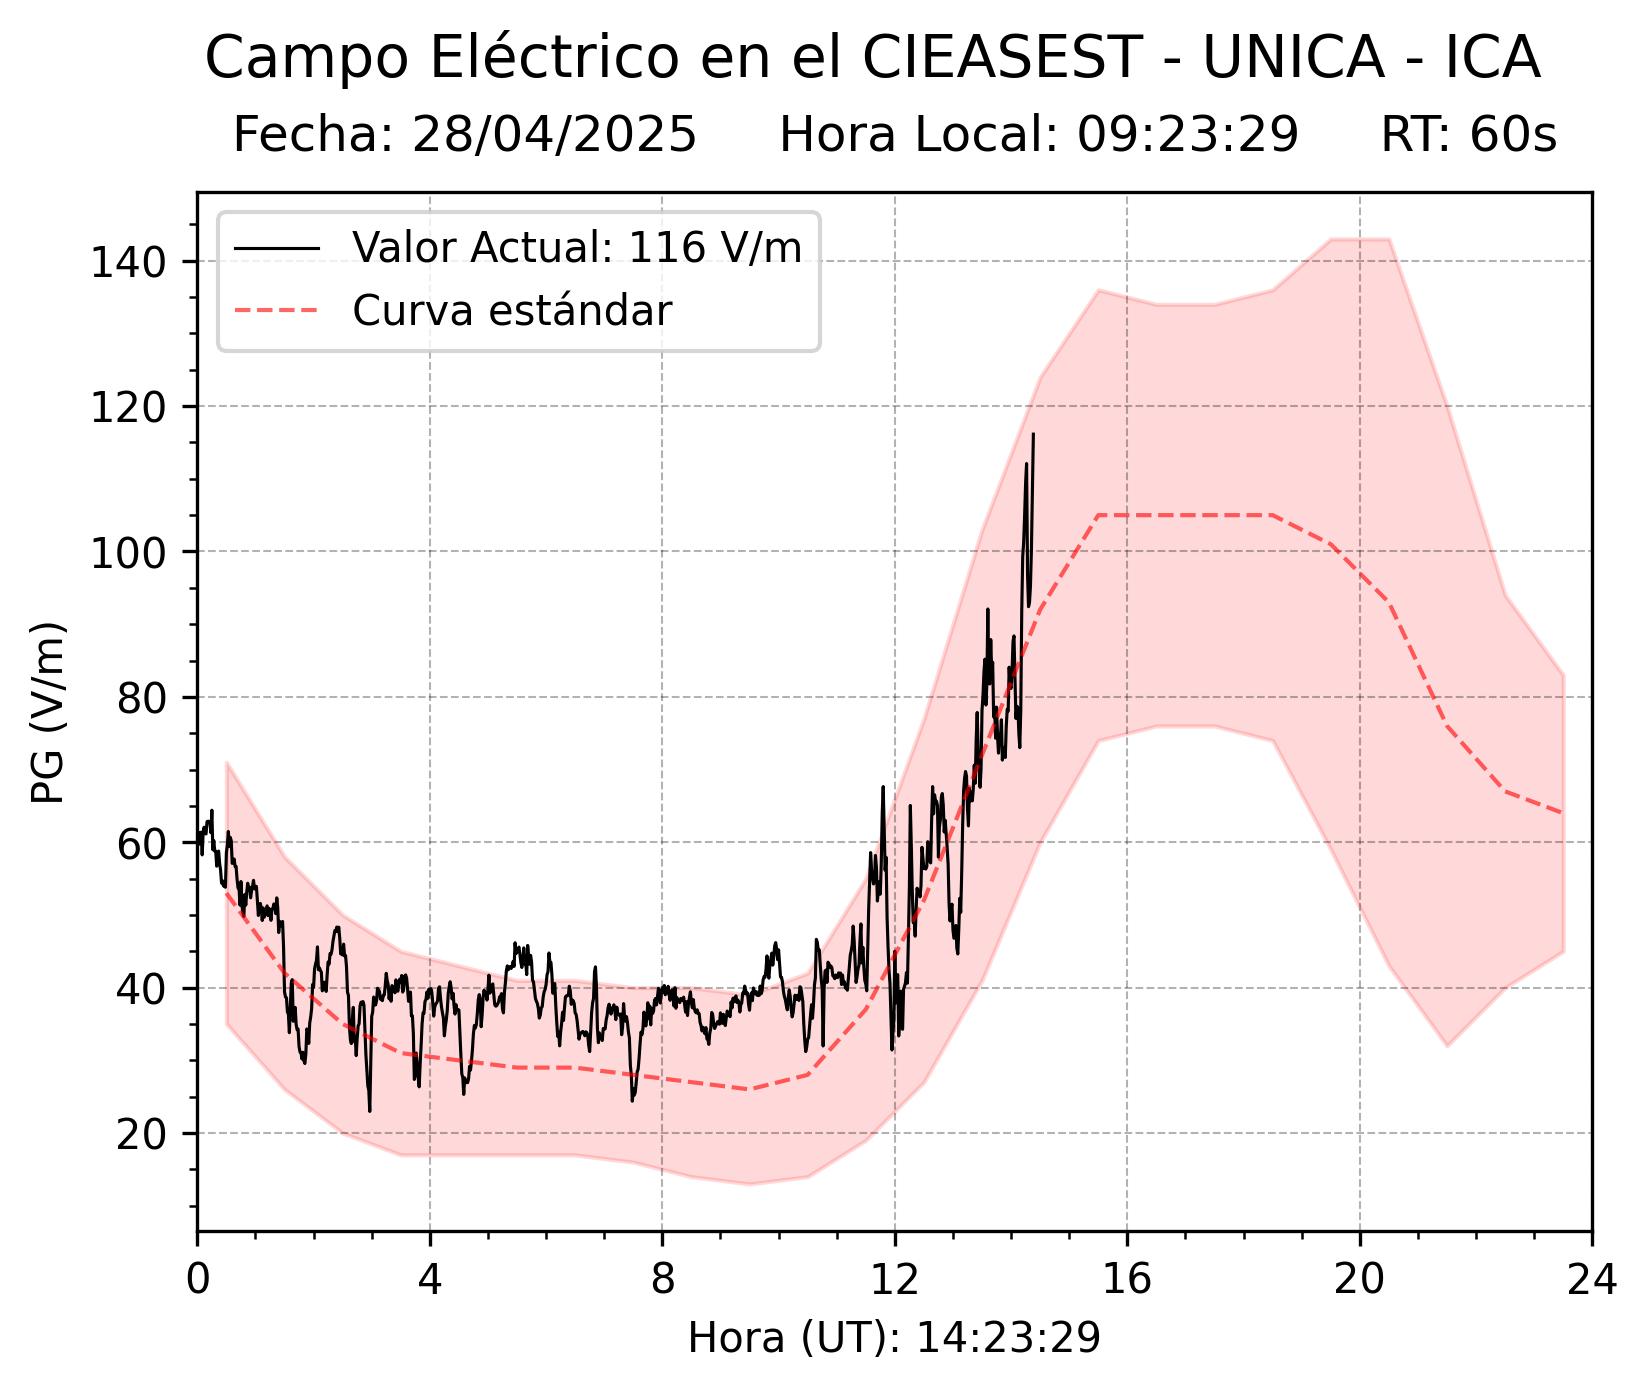 Campo Eléctrico en el CIEASEST - UNICA - ICA
Fecha: 28/04/2025 Hora Local: 09:23:29 RT: 60s
Valor Actual: 116 V/m
Curva estándar
PG (V/m)
140
120
100
80
60
40
20
0 4 8 12 16 20 24
Hora (UT): 14:23:29